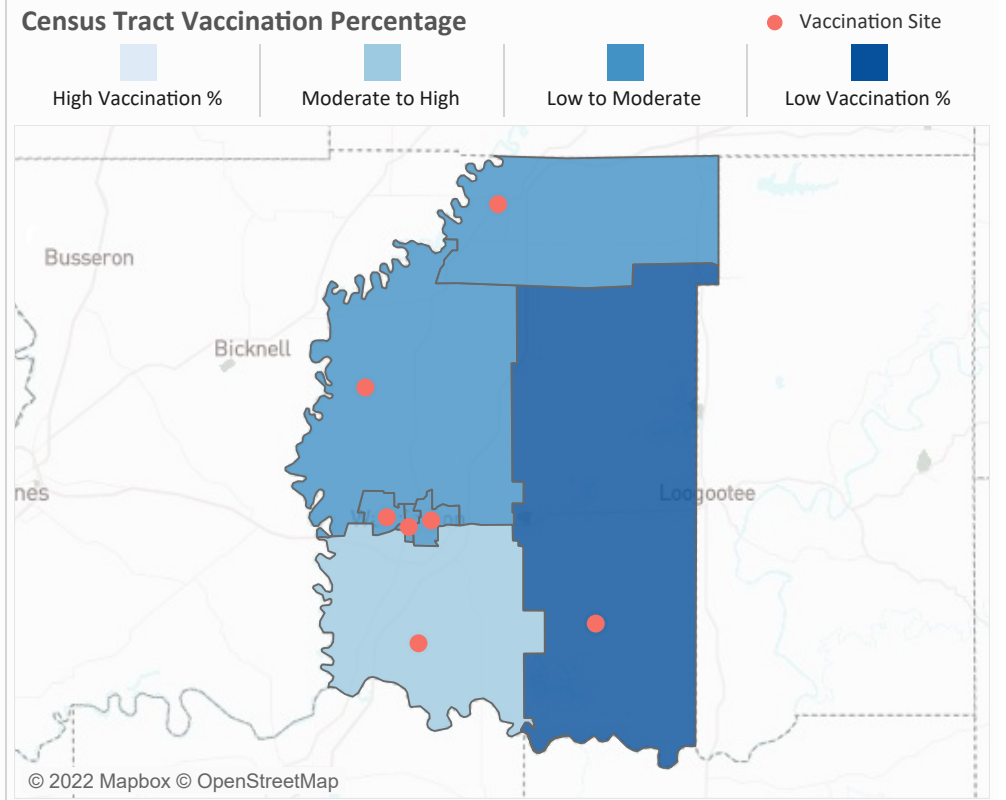 Census Tract Vaccination Percentage
Vaccination Site
High Vaccination %
Moderate to High
Low to Moderate
Low Vaccination %
Busseron
Bicknell
nes
Loogootee
© 2022 Mapbox © OpenStreetMap